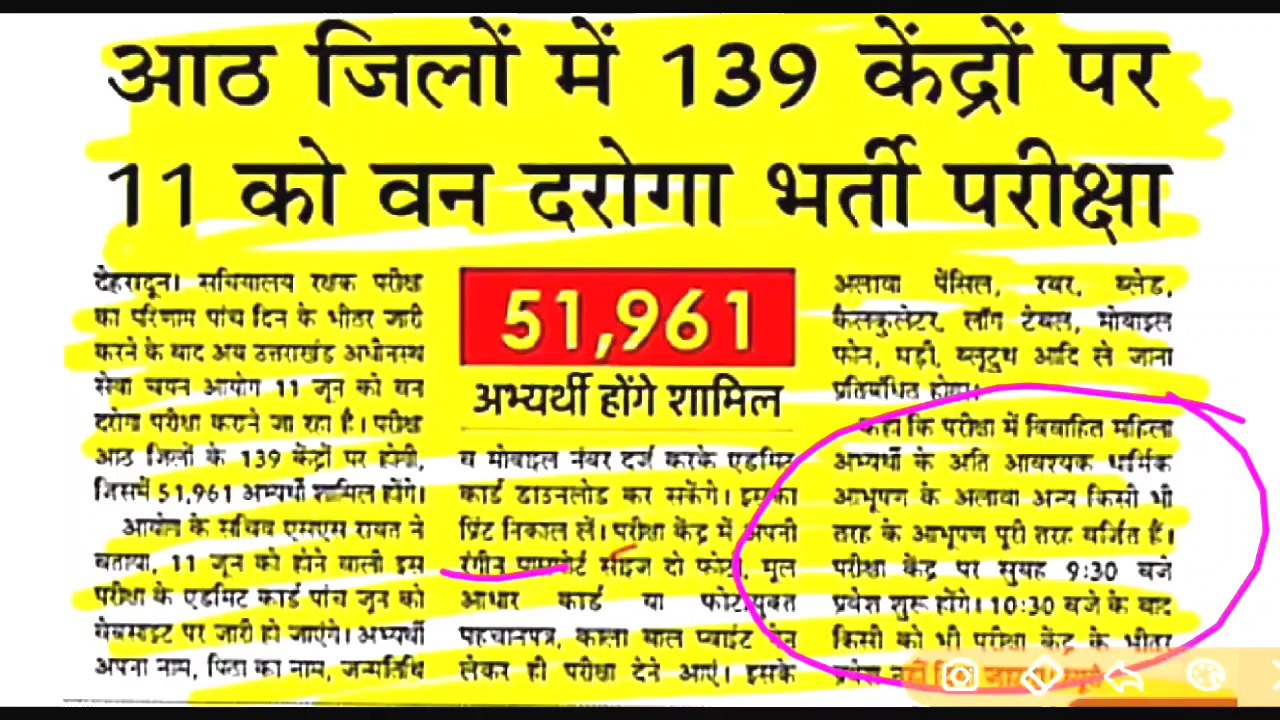 आठ जिलों में 139 केंद्रों पर
11 को वन दरोगा भर्ती परीक्षा
देहरादून। सचिवालय रक्षक परीक्षा
का परिणाम पांच दिन के भीतर जारी
करने के बाद अब उत्तराखंड अधीनस्थ
सेवा चयन आयोग 11 जून को वन
दरोगा परीक्षा कराने जा रहा है। परीक्षा
आठ जिलों के 139 केंद्रों पर होगी,
जिसमें 51,961 अभ्यर्थी शामिल होंगे।
आयोग के सचिव एसएस रावत ने
बताया, 11 जून को होने वाली इस
परीक्षा के एडमिट कार्ड पांच जून को
वेबसाइट पर जारी हो जाएंगे। अभ्यर्थी
अपना नाम, पिता का नाम, जन्मतिथि
51,961
अभ्यर्थी होंगे शामिल
व मोबाइल नंबर दर्ज करके एडमिट
कार्ड डाउनलोड कर सकेंगे। इसका
प्रिंट निकाल लें। परीक्षा केंद्र में अपनी
रंगीन पासपोर्ट साइज दो फोटो, मूल
आधार कार्ड या फोटोयुक्त
पहचानपत्र, काला बाल प्वाइंट पेन
लेकर ही परीक्षा देने आएं। इसके
अलावा पेंसिल, रबर, ब्लेड,
कैलकुलेटर, लॉग टेबल, मोबाइल
फोन, घड़ी, ब्लूटुथ आदि ले जाना
प्रतिबंधित होगा।
कहा कि परीक्षा में विवाहित महिला
अभ्यर्थी के अति आवश्यक धार्मिक
आभूषण के अलावा अन्य किसी भी
तरह के आभूषण पूरी तरह वर्जित हैं।
परीक्षा केंद्र पर सुबह 9:30 बजे
प्रवेश शुरू होंगे। 10:30 बजे के बाद
किसी को भी परीक्षा केंद्र के भीतर
प्रवेश नहीं